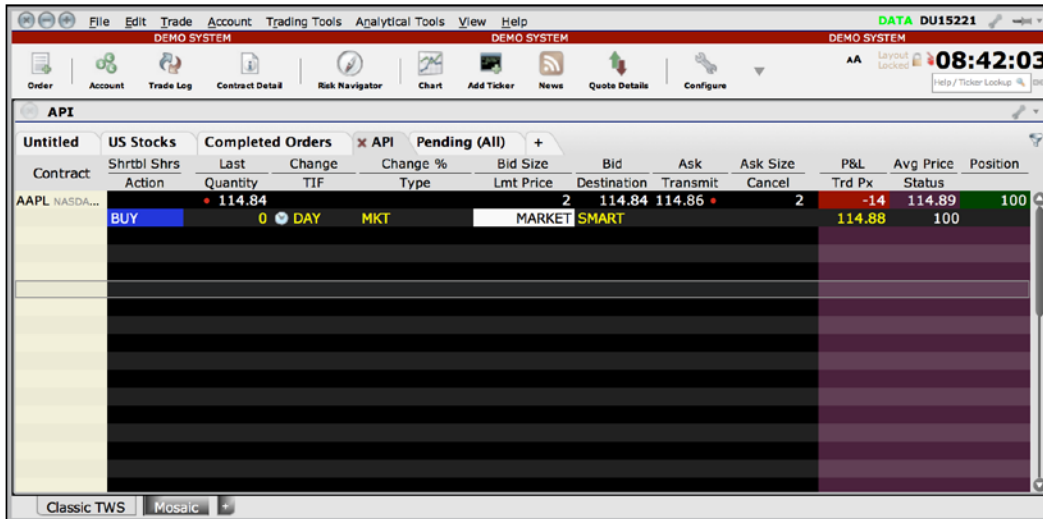 File Edit Trade Account Trading Tools Analytical Tools View Help DATA DU15221
DEMO SYSTEM DEMO SYSTEM DEMO SYSTEM
AA Layout Locked 08:42:03
Help / Ticker Lookup
Order Account Trade Log Contract Detail Risk Navigator Chart Add Ticker News Quote Details Configure
API
Untitled US Stocks Completed Orders API Pending (All) +
Contract Shrtbl Shrs Last Change Change % Bid Size Bid Ask Ask Size P&L Avg Price Position
Action Quantity TIF Type Lmt Price Destination Transmit Cancel Trd Px Status
AAPL NASDA... 114.84 2 114.84 114.86 2 -14 114.89 100
BUY 0 DAY MKT MARKET SMART 114.88 100
Classic TWS Mosaic +